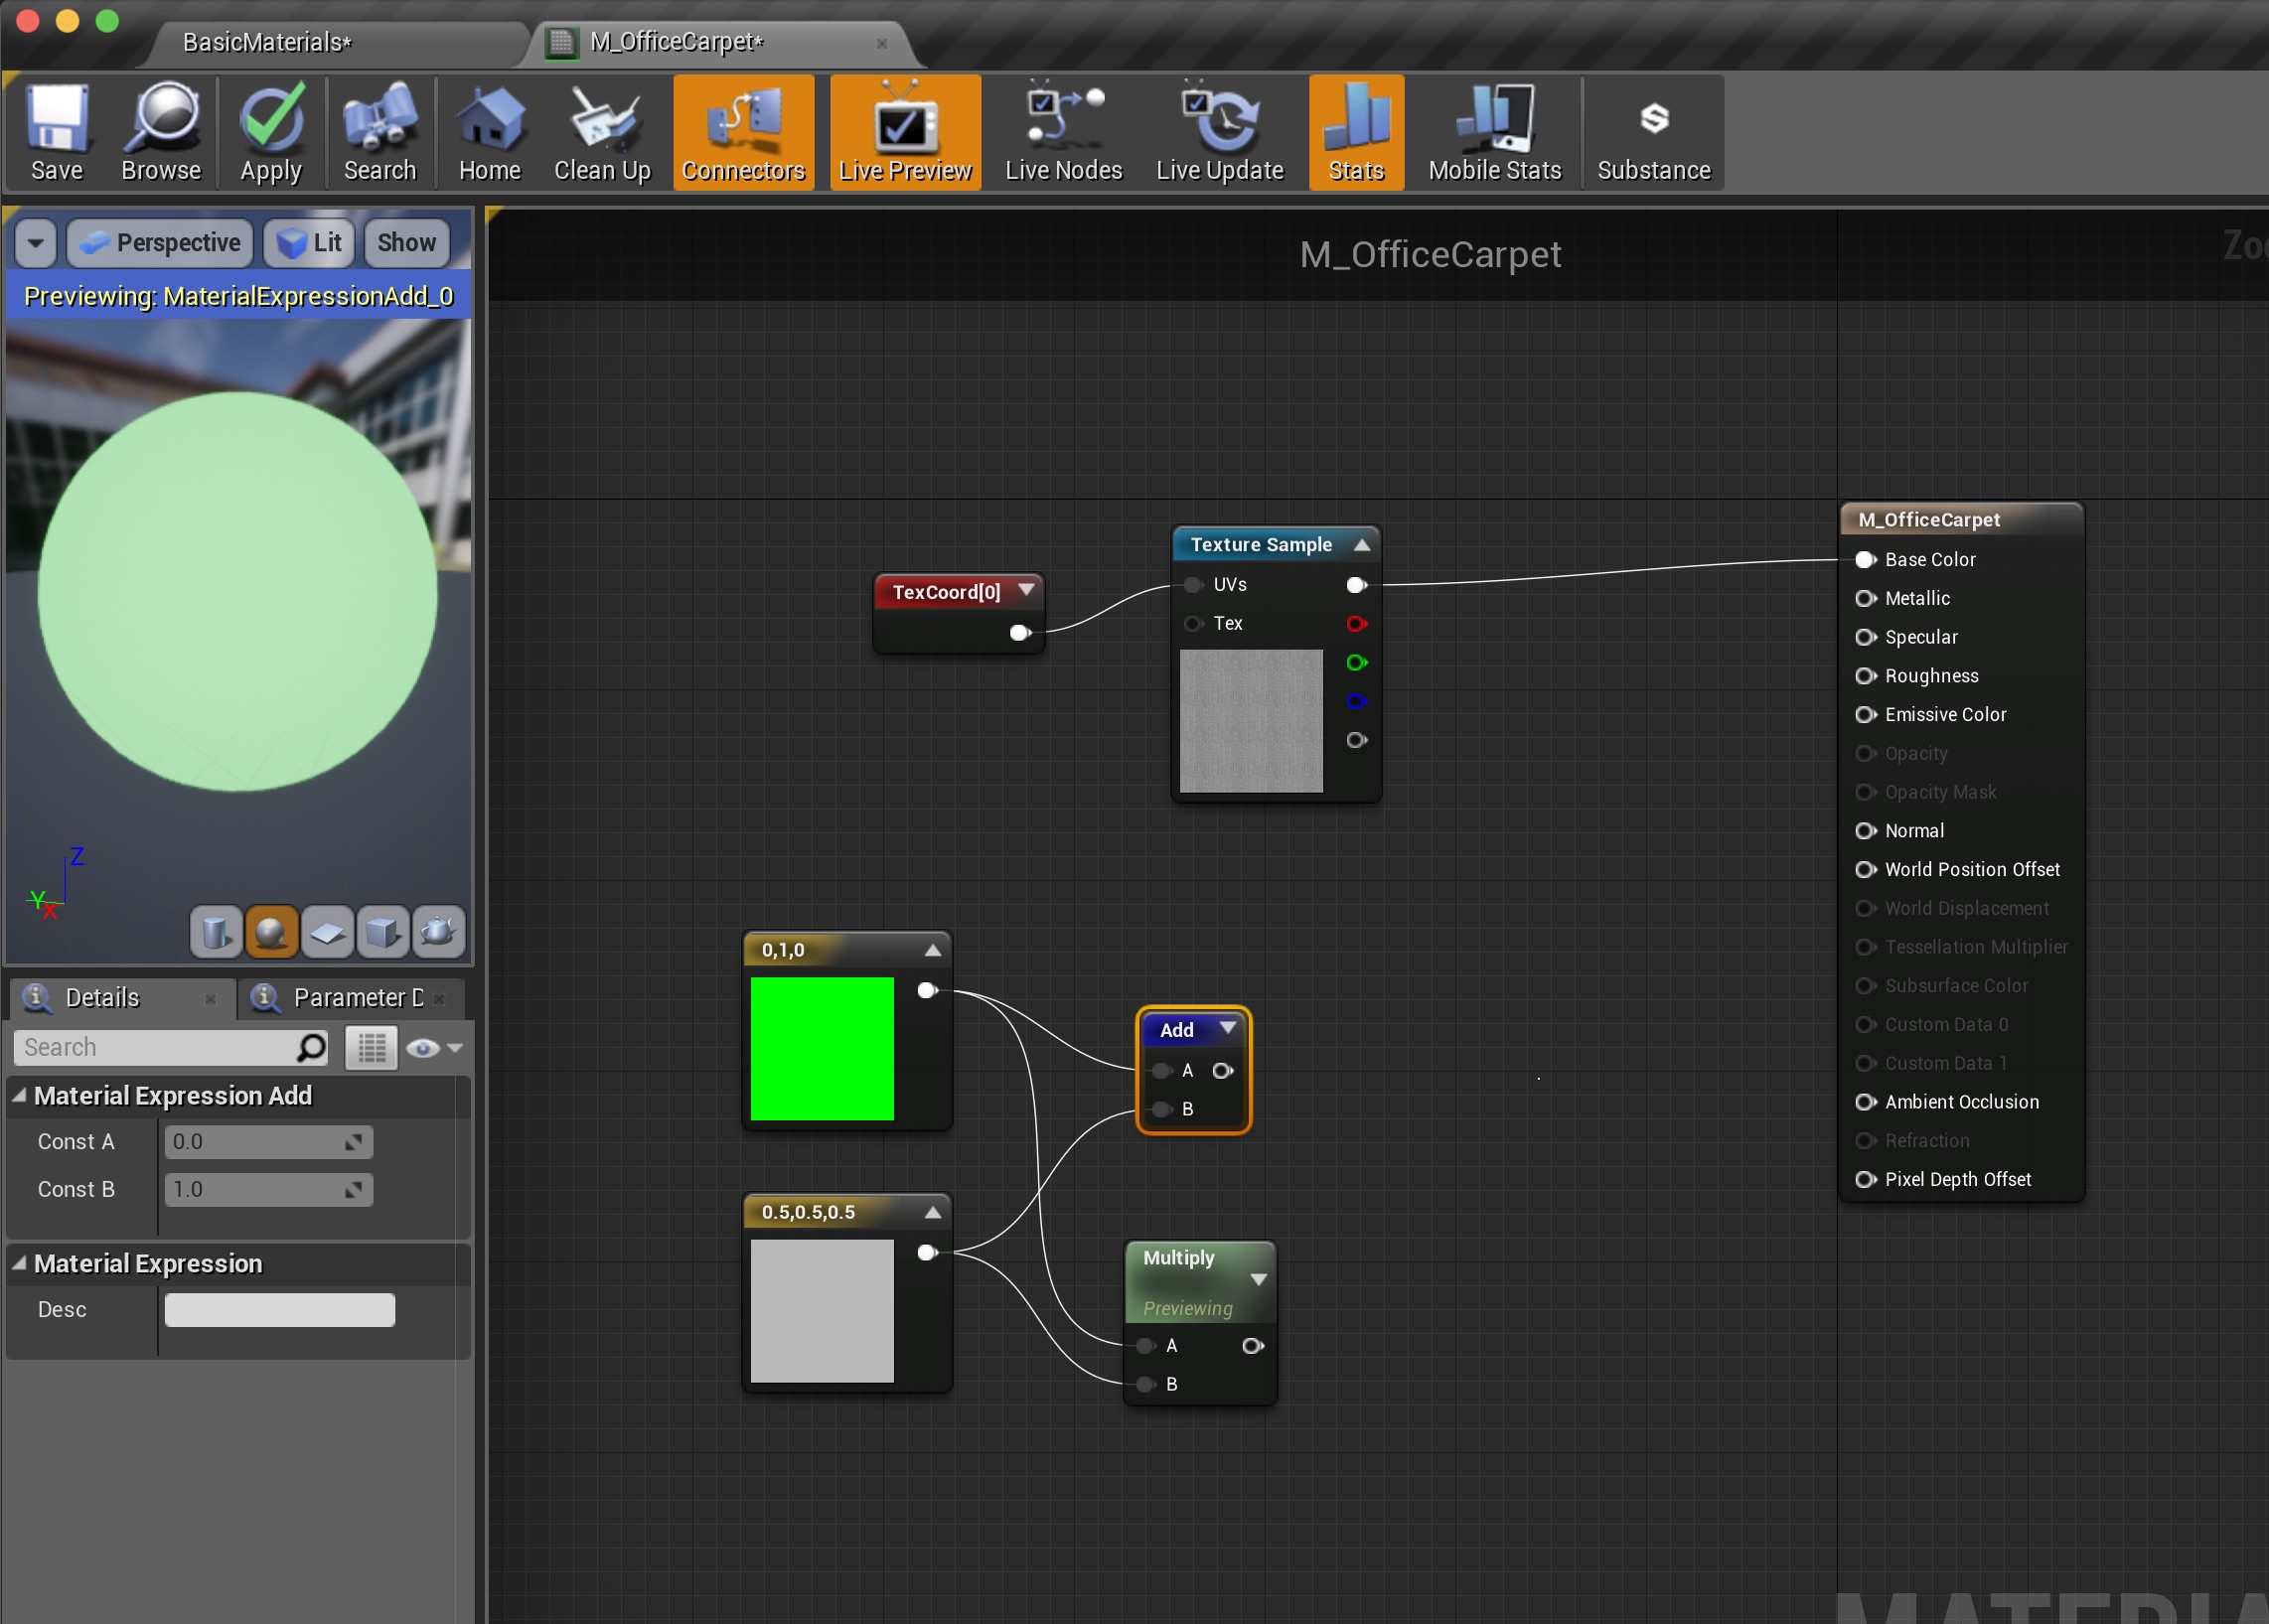 BasicMaterials*
M_OfficeCarpet*
Save
Browse
Apply
Search
Home
Clean Up
Connectors
Live Preview
Live Nodes
Live Update
Stats
Mobile Stats
Substance
Perspective
Lit
Show
Previewing: MaterialExpressionAdd_0
Z
Y
X
Details
Parameter D
Search
Material Expression Add
Const A
0.0
Const B
1.0
Material Expression
Desc
M_OfficeCarpet
Zoo
TexCoord[0]
Texture Sample
UVs
Tex
0,1,0
0.5,0.5,0.5
Add
A
B
Multiply
Previewing
A
B
M_OfficeCarpet
Base Color
Metallic
Specular
Roughness
Emissive Color
Opacity
Opacity Mask
Normal
World Position Offset
World Displacement
Tessellation Multiplier
Subsurface Color
Custom Data 0
Custom Data 1
Ambient Occlusion
Refraction
Pixel Depth Offset
MATERIA